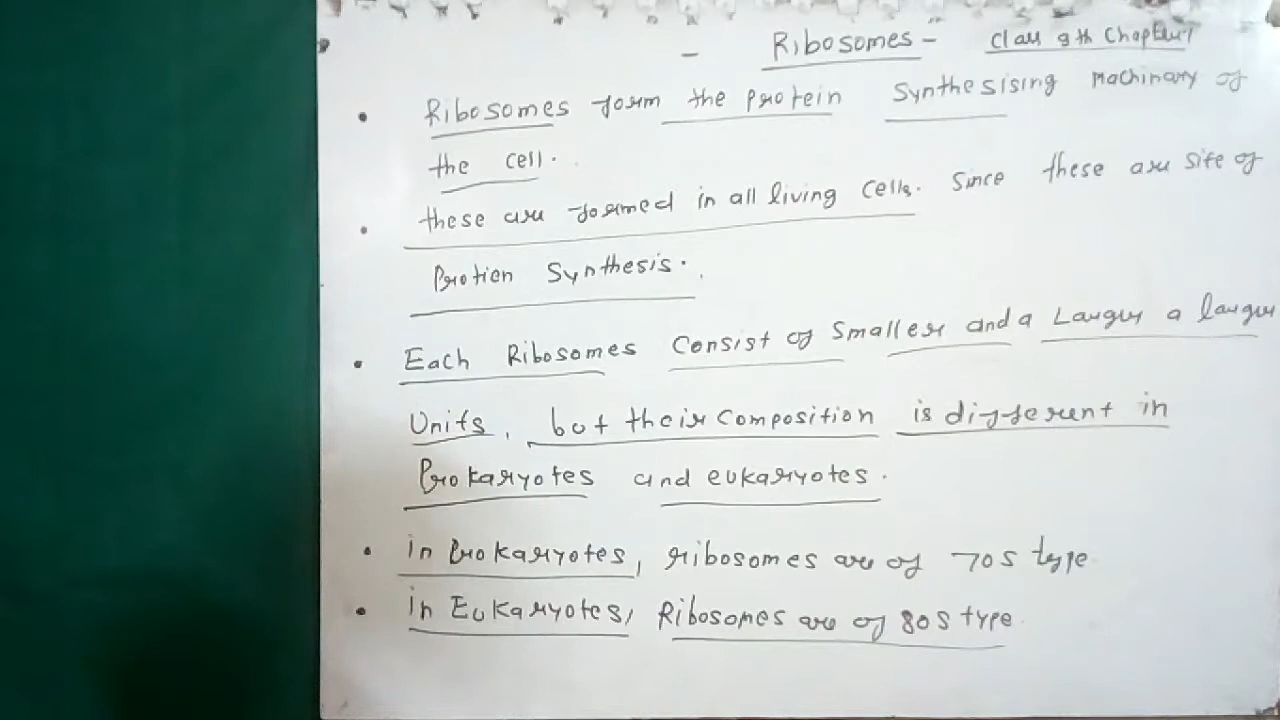 - Ribosomes - Class 9th Chapter 1
• Ribosomes form the protein Synthesising Machinary of
the cell.
• these are formed in all living cells. Since these are site of
Protien Synthesis.
• Each Ribosomes Consist of Smaller and a Larger a larger
Units, but their Composition is different in
Prokaryotes and eukaryotes.
• in Prokaryotes, ribosomes are of 70s type
• in Eukaryotes, Ribosomes are of 80s type.